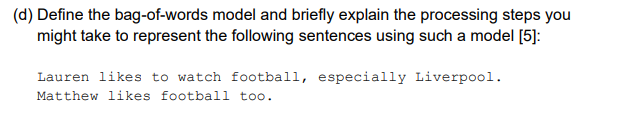 (d) Define the bag-of-words model and briefly explain the processing steps you
might take to represent the following sentences using such a model [5]:
Lauren likes to watch football, especially Liverpool.
Matthew likes football too.